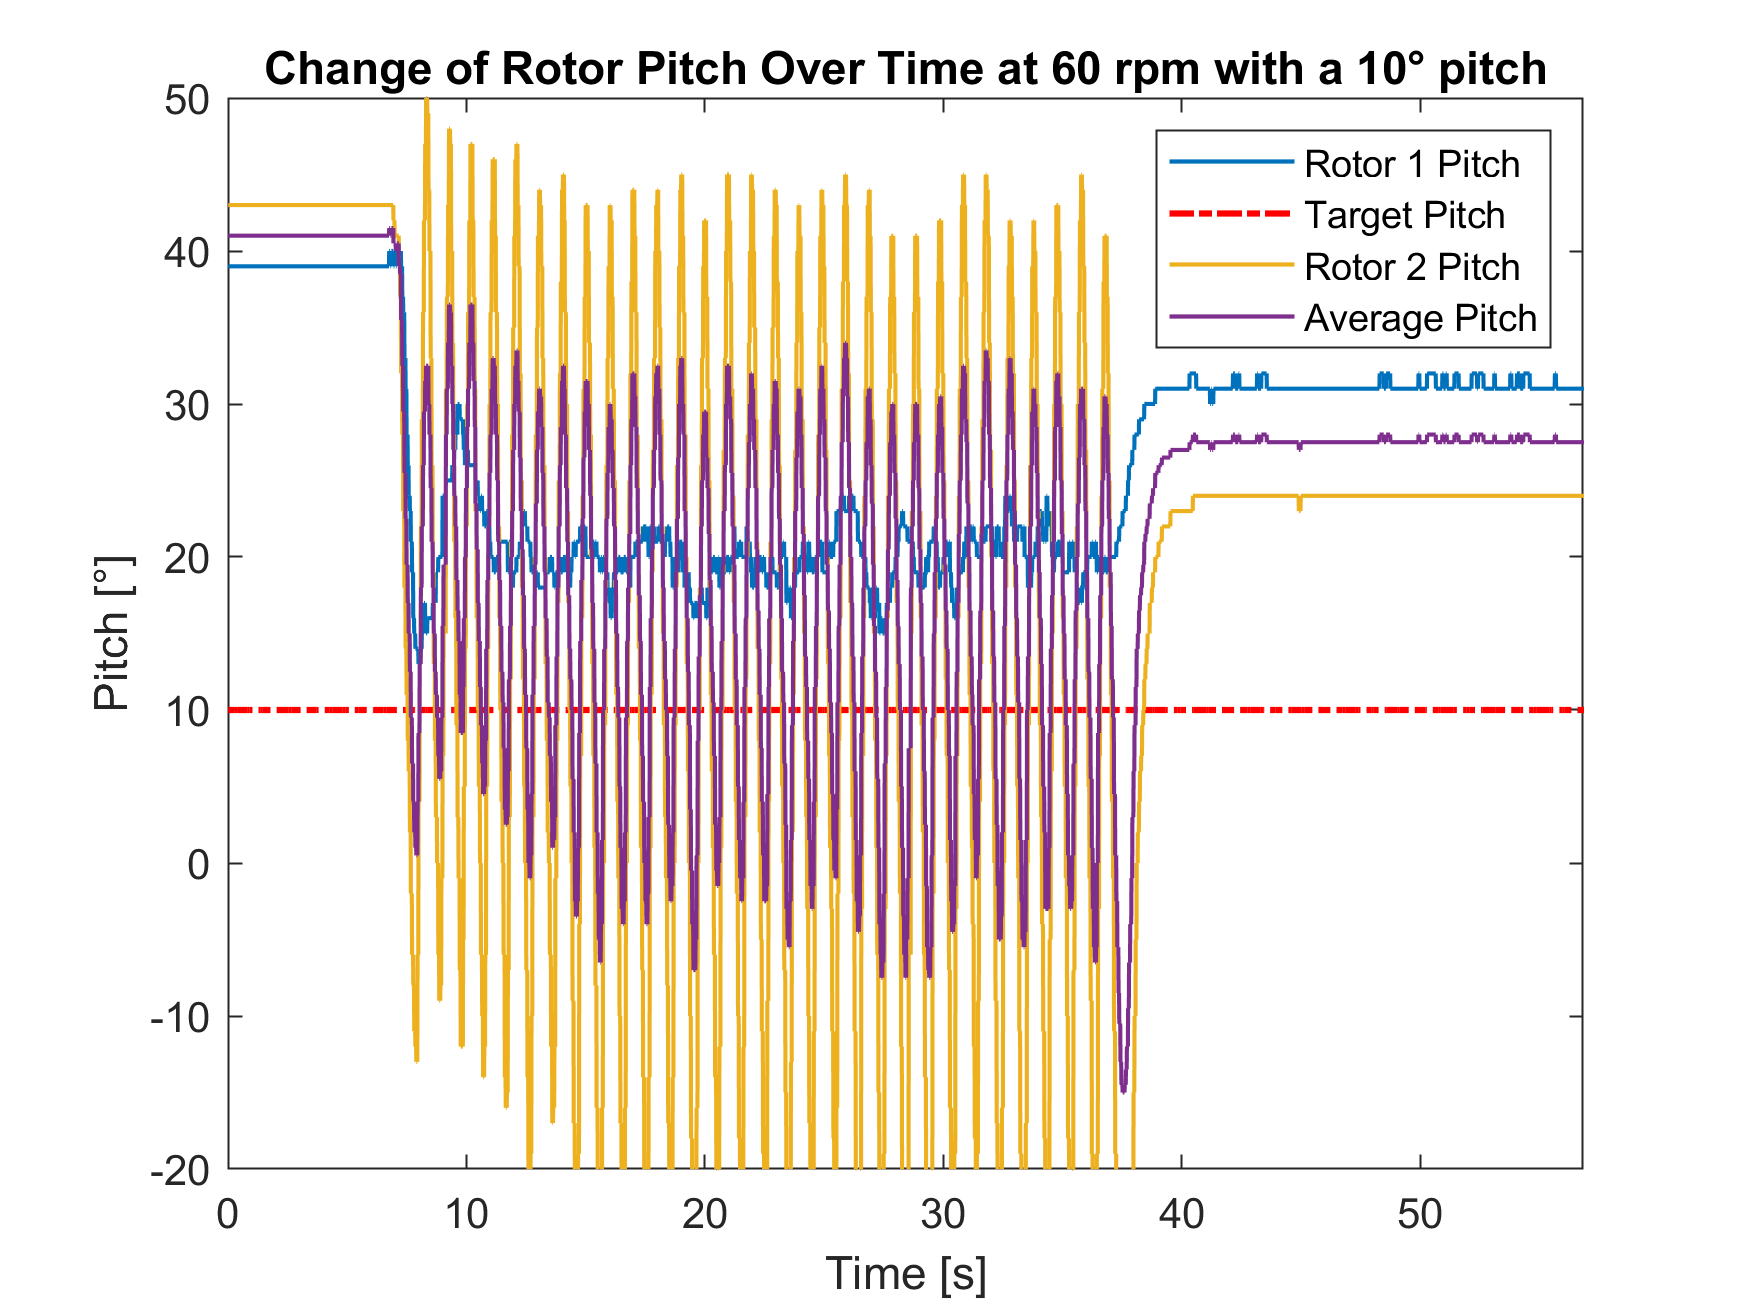 Change of Rotor Pitch Over Time at 60 rpm with a 10° pitch
50
40
30
20
10
0
-10
-20
Pitch [°]
Rotor 1 Pitch
Target Pitch
Rotor 2 Pitch
Average Pitch
0 10 20 30 40 50
Time [s]